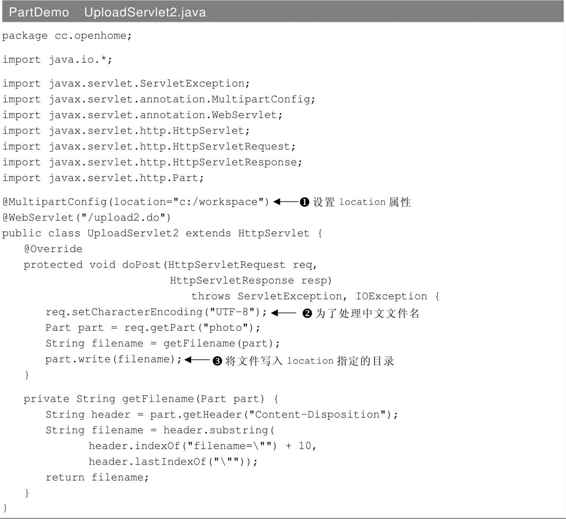 PartDemo UploadServlet2.java
package cc.openhome;
import java.io.*;
import javax.servlet.ServletException;
import javax.servlet.annotation.MultipartConfig;
import javax.servlet.annotation.WebServlet;
import javax.servlet.http.HttpServlet;
import javax.servlet.http.HttpServletRequest;
import javax.servlet.http.HttpServletResponse;
import javax.servlet.http.Part;
@MultipartConfig(location="c:/workspace") ❶ 设置 location 属性
@WebServlet("/upload2.do")
public class UploadServlet2 extends HttpServlet {
    @Override
    protected void doPost(HttpServletRequest req,
                          HttpServletResponse resp)
                             throws ServletException, IOException {
        req.setCharacterEncoding("UTF-8"); ❷ 为了处理中文文件名
        Part part = req.getPart("photo");
        String filename = getFilename(part);
        part.write(filename); ❸ 将文件写入 location 指定的目录
    }
    private String getFilename(Part part) {
        String header = part.getHeader("Content-Disposition");
        String filename = header.substring(
                header.indexOf("filename=\"") + 10,
                header.lastIndexOf("\""));
        return filename;
    }
}